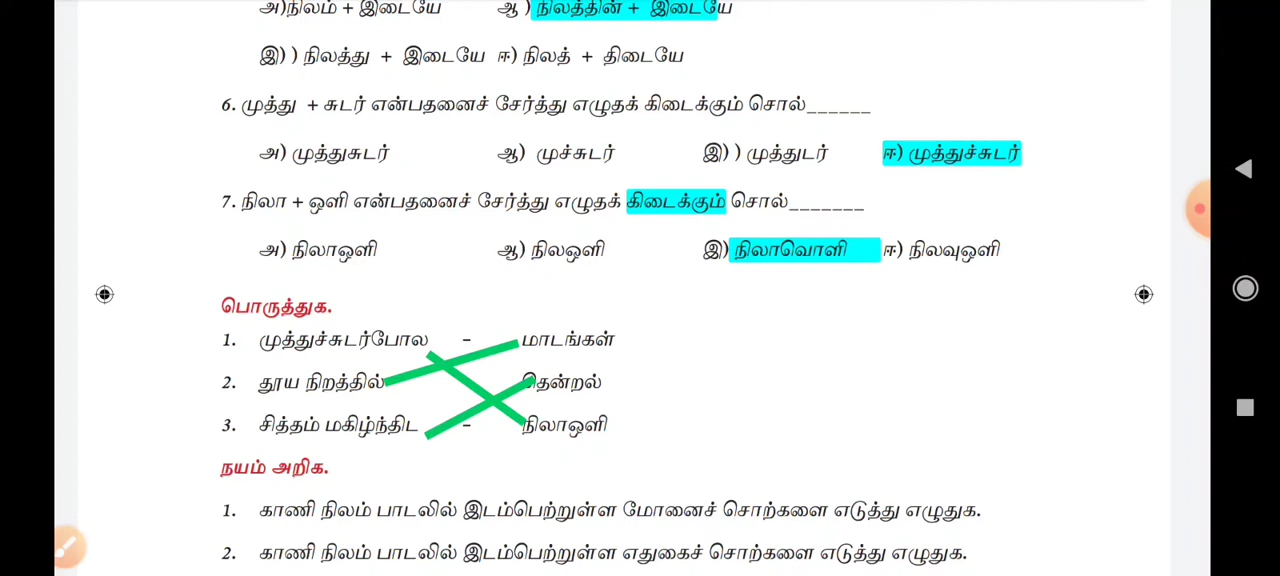 அ)நிலம் + இடையே ஆ ) நிலத்தின் + இடையே
இ) ) நிலத்து + இடையே ஈ) நிலத் + திடையே
6. முத்து + சுடர் என்பதனைச் சேர்த்து எழுதக் கிடைக்கும் சொல்______
அ) முத்துசுடர் ஆ) முச்சுடர் இ) ) முத்துடர் ஈ) முத்துச்சுடர்
7. நிலா + ஒளி என்பதனைச் சேர்த்து எழுதக் கிடைக்கும் சொல்_______
அ) நிலாஒளி ஆ) நிலஒளி இ) நிலாவொளி ஈ) நிலவுஒளி
பொருத்துக.
1. முத்துச்சுடர்போல - மாடங்கள்
2. தூய நிறத்தில் தென்றல்
3. சித்தம் மகிழ்ந்திட - நிலாஒளி
நயம் அறிக.
1. காணி நிலம் பாடலில் இடம்பெற்றுள்ள மோனைச் சொற்களை எடுத்து எழுதுக.
2. காணி நிலம் பாடலில் இடம்பெற்றுள்ள எதுகைச் சொற்களை எடுத்து எழுதுக.